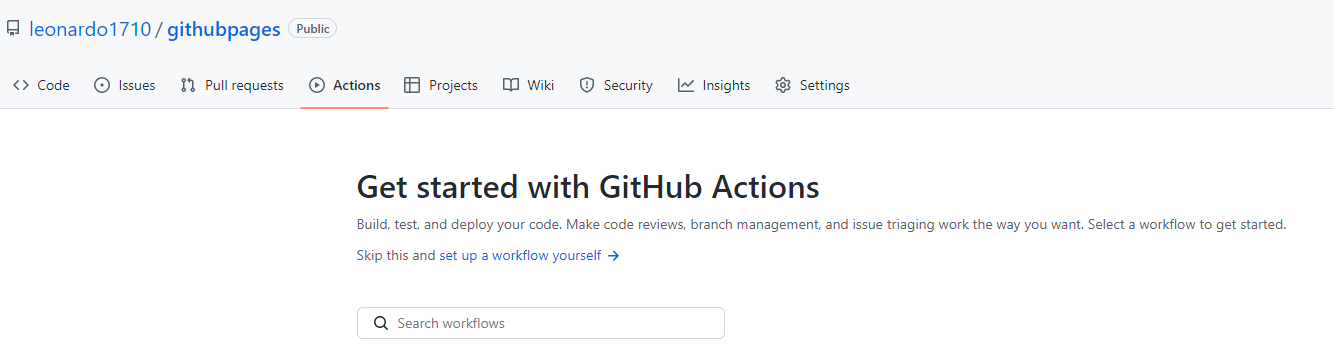 leonardo1710 / githubpages Public
Code Issues Pull requests Actions Projects Wiki Security Insights Settings
Get started with GitHub Actions
Build, test, and deploy your code. Make code reviews, branch management, and issue triaging work the way you want. Select a workflow to get started.
Skip this and set up a workflow yourself →
Search workflows